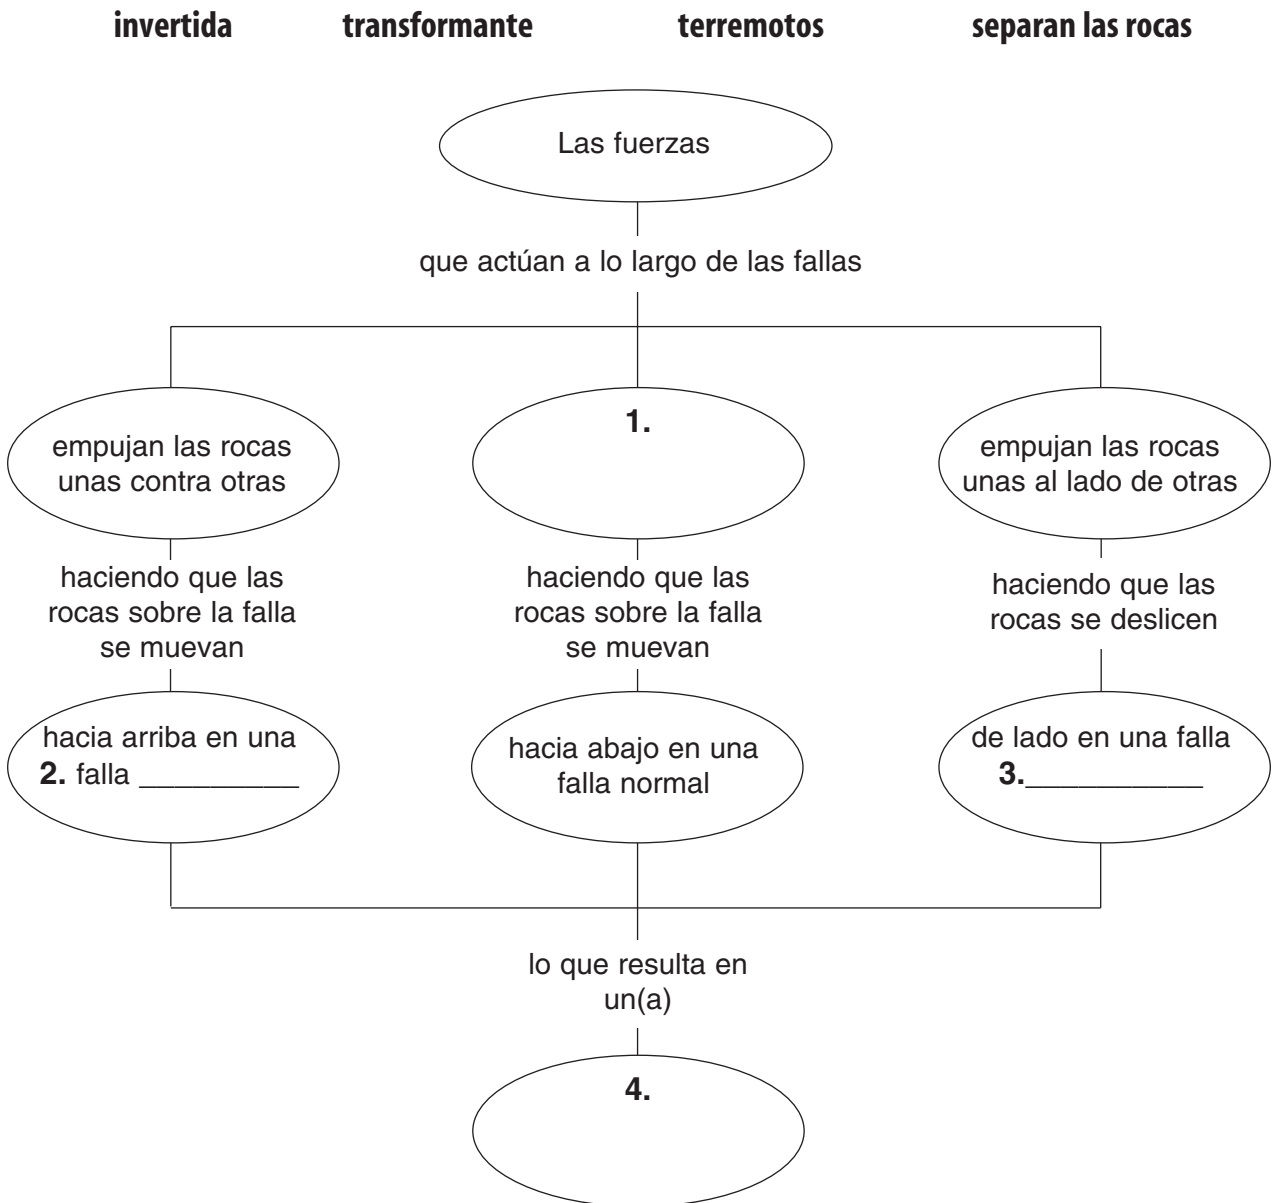 invertida transformante terremotos separan las rocas
Las fuerzas
que actúan a lo largo de las fallas
empujan las rocas
unas contra otras
1.
empujan las rocas
unas al lado de otras
haciendo que las
rocas sobre la falla
se muevan
haciendo que las
rocas sobre la falla
se muevan
haciendo que las
rocas se deslicen
hacia arriba en una
2. falla __________
hacia abajo en una
falla normal
de lado en una falla
3.___________
lo que resulta en
un(a)
4.